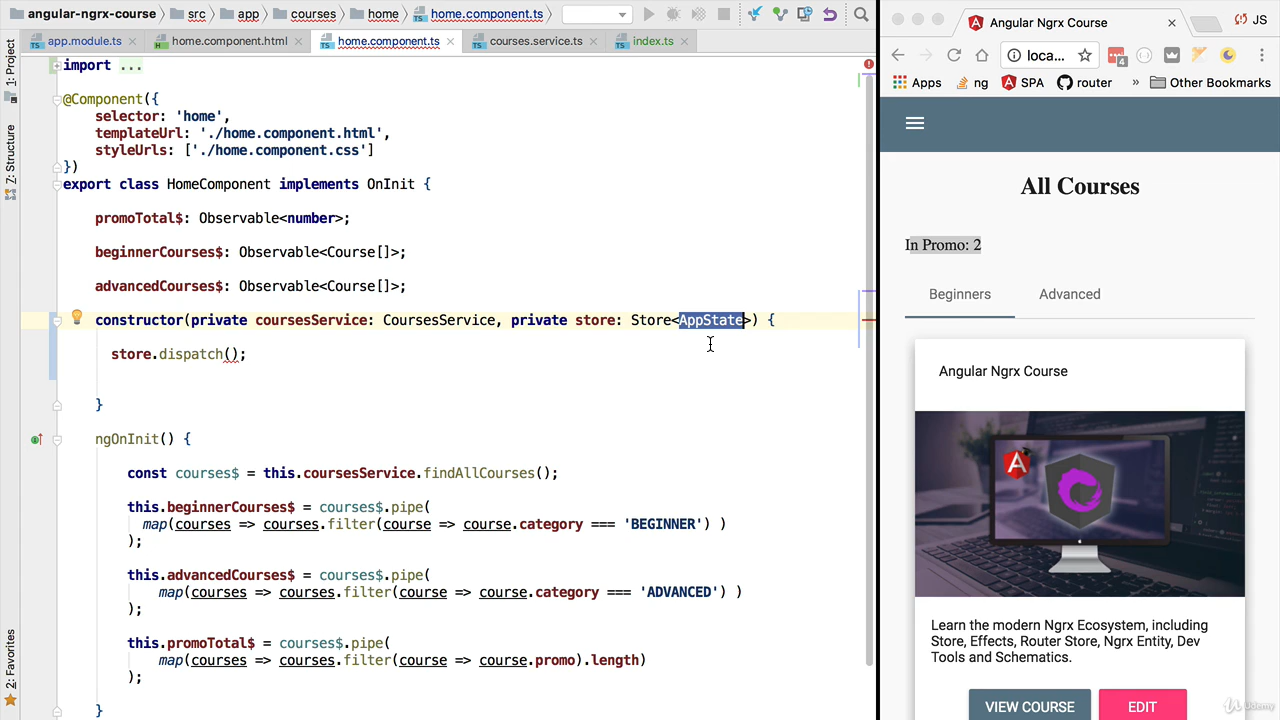 angular-ngrx-course src app courses home home.component.ts
app.module.ts home.component.html home.component.ts courses.service.ts index.ts
1: Project
Z: Structure
2: Favorites
import ...
@Component({
selector: 'home',
templateUrl: './home.component.html',
styleUrls: ['./home.component.css']
})
export class HomeComponent implements OnInit {
promoTotal$: Observable<number>;
beginnerCourses$: Observable<Course[]>;
advancedCourses$: Observable<Course[]>;
constructor(private coursesService: CoursesService, private store: Store<AppState>) {
store.dispatch();
}
ngOnInit() {
const courses$ = this.coursesService.findAllCourses();
this.beginnerCourses$ = courses$.pipe(
map(courses => courses.filter(course => course.category === 'BEGINNER') )
);
this.advancedCourses$ = courses$.pipe(
map(courses => courses.filter(course => course.category === 'ADVANCED') )
);
this.promoTotal$ = courses$.pipe(
map(courses => courses.filter(course => course.promo).length)
);
}
Angular Ngrx Course
JS
loca...
4
Apps ng SPA router » Other Bookmarks
All Courses
In Promo: 2
Beginners Advanced
Angular Ngrx Course
Learn the modern Ngrx Ecosystem, including
Store, Effects, Router Store, Ngrx Entity, Dev
Tools and Schematics.
VIEW COURSE EDIT
Udemy